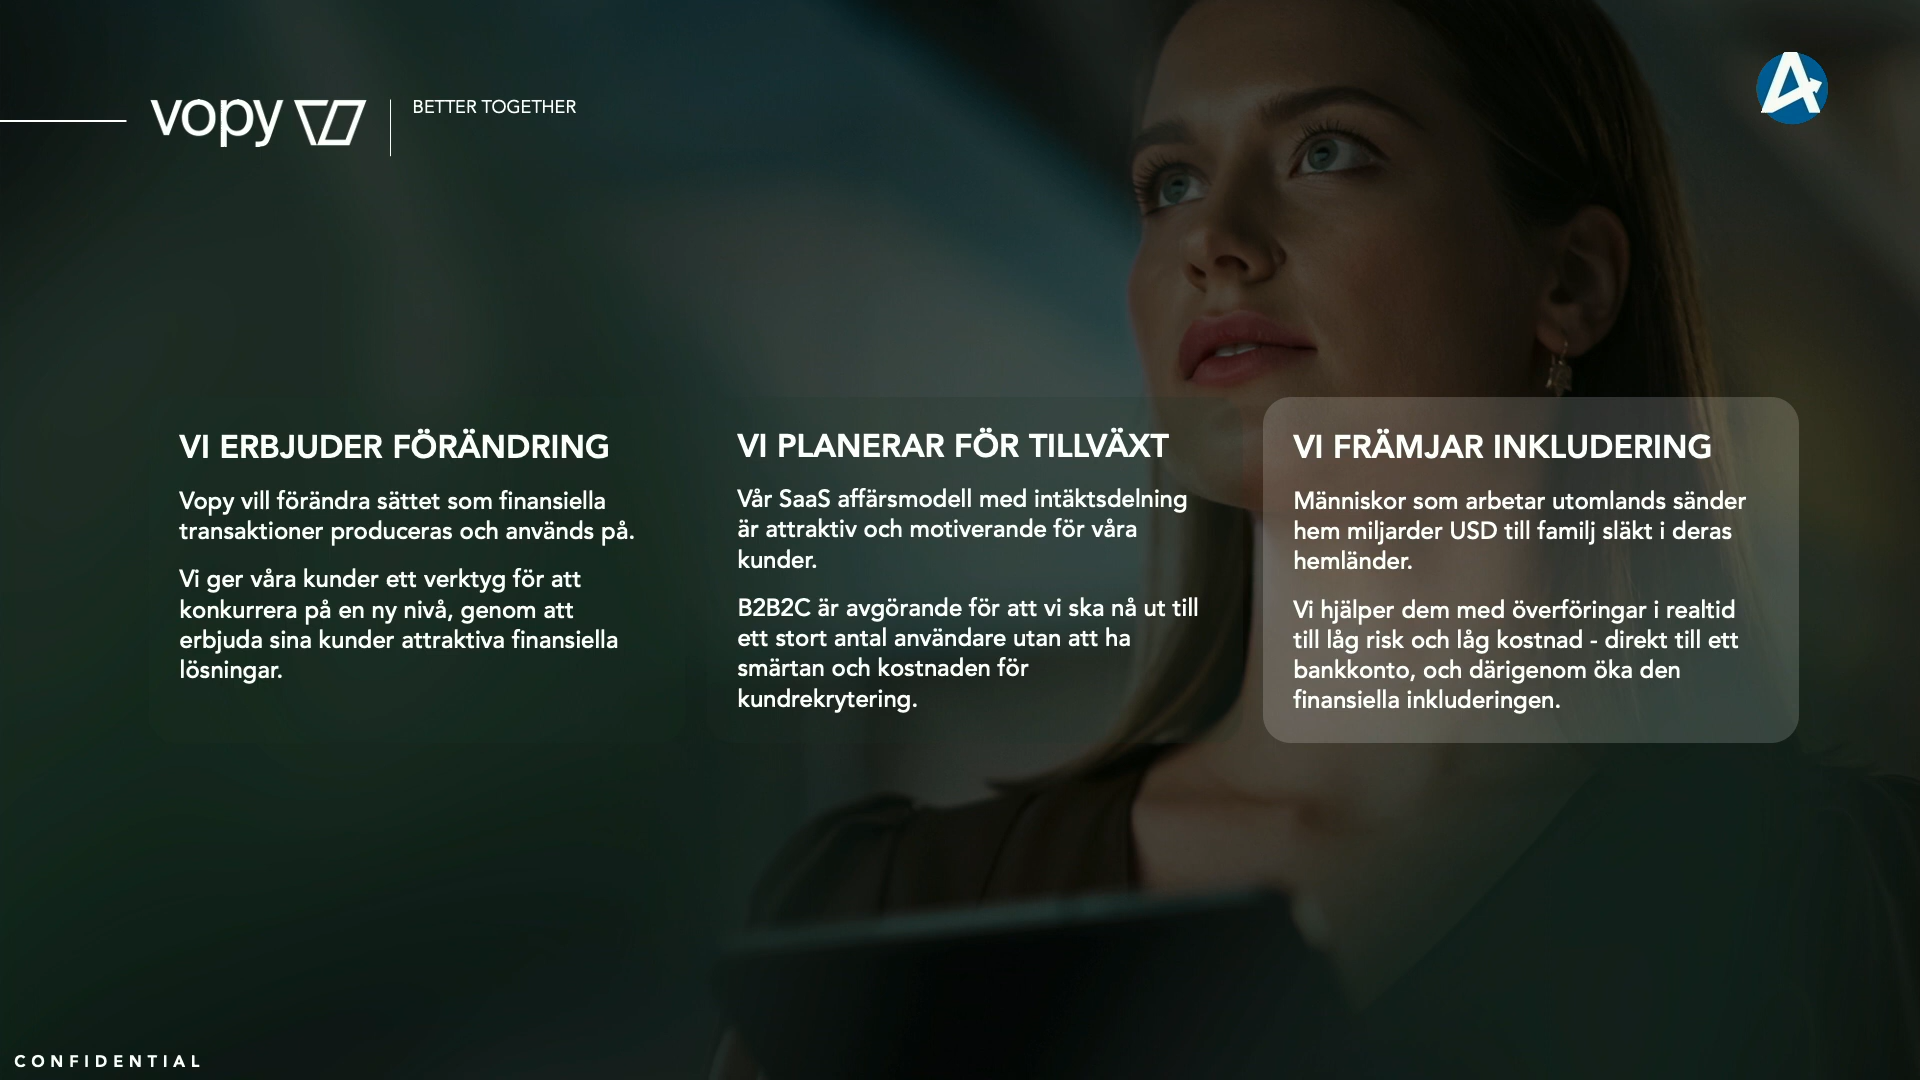 vopy
BETTER TOGETHER
VI ERBJUDER FÖRÄNDRING
Vopy vill förändra sättet som finansiella
transaktioner produceras och används på.
Vi ger våra kunder ett verktyg för att
konkurrera på en ny nivå, genom att
erbjuda sina kunder attraktiva finansiella
lösningar.
VI PLANERAR FÖR TILLVÄXT
Vår SaaS affärsmodell med intäktsdelning
är attraktiv och motiverande för våra
kunder.
B2B2C är avgörande för att vi ska nå ut till
ett stort antal användare utan att ha
smärtan och kostnaden för
kundrekrytering.
VI FRÄMJAR INKLUDERING
Människor som arbetar utomlands sänder
hem miljarder USD till familj släkt i deras
hemländer.
Vi hjälper dem med överföringar i realtid
till låg risk och låg kostnad - direkt till ett
bankkonto, och därigenom öka den
finansiella inkluderingen.
CONFIDENTIAL